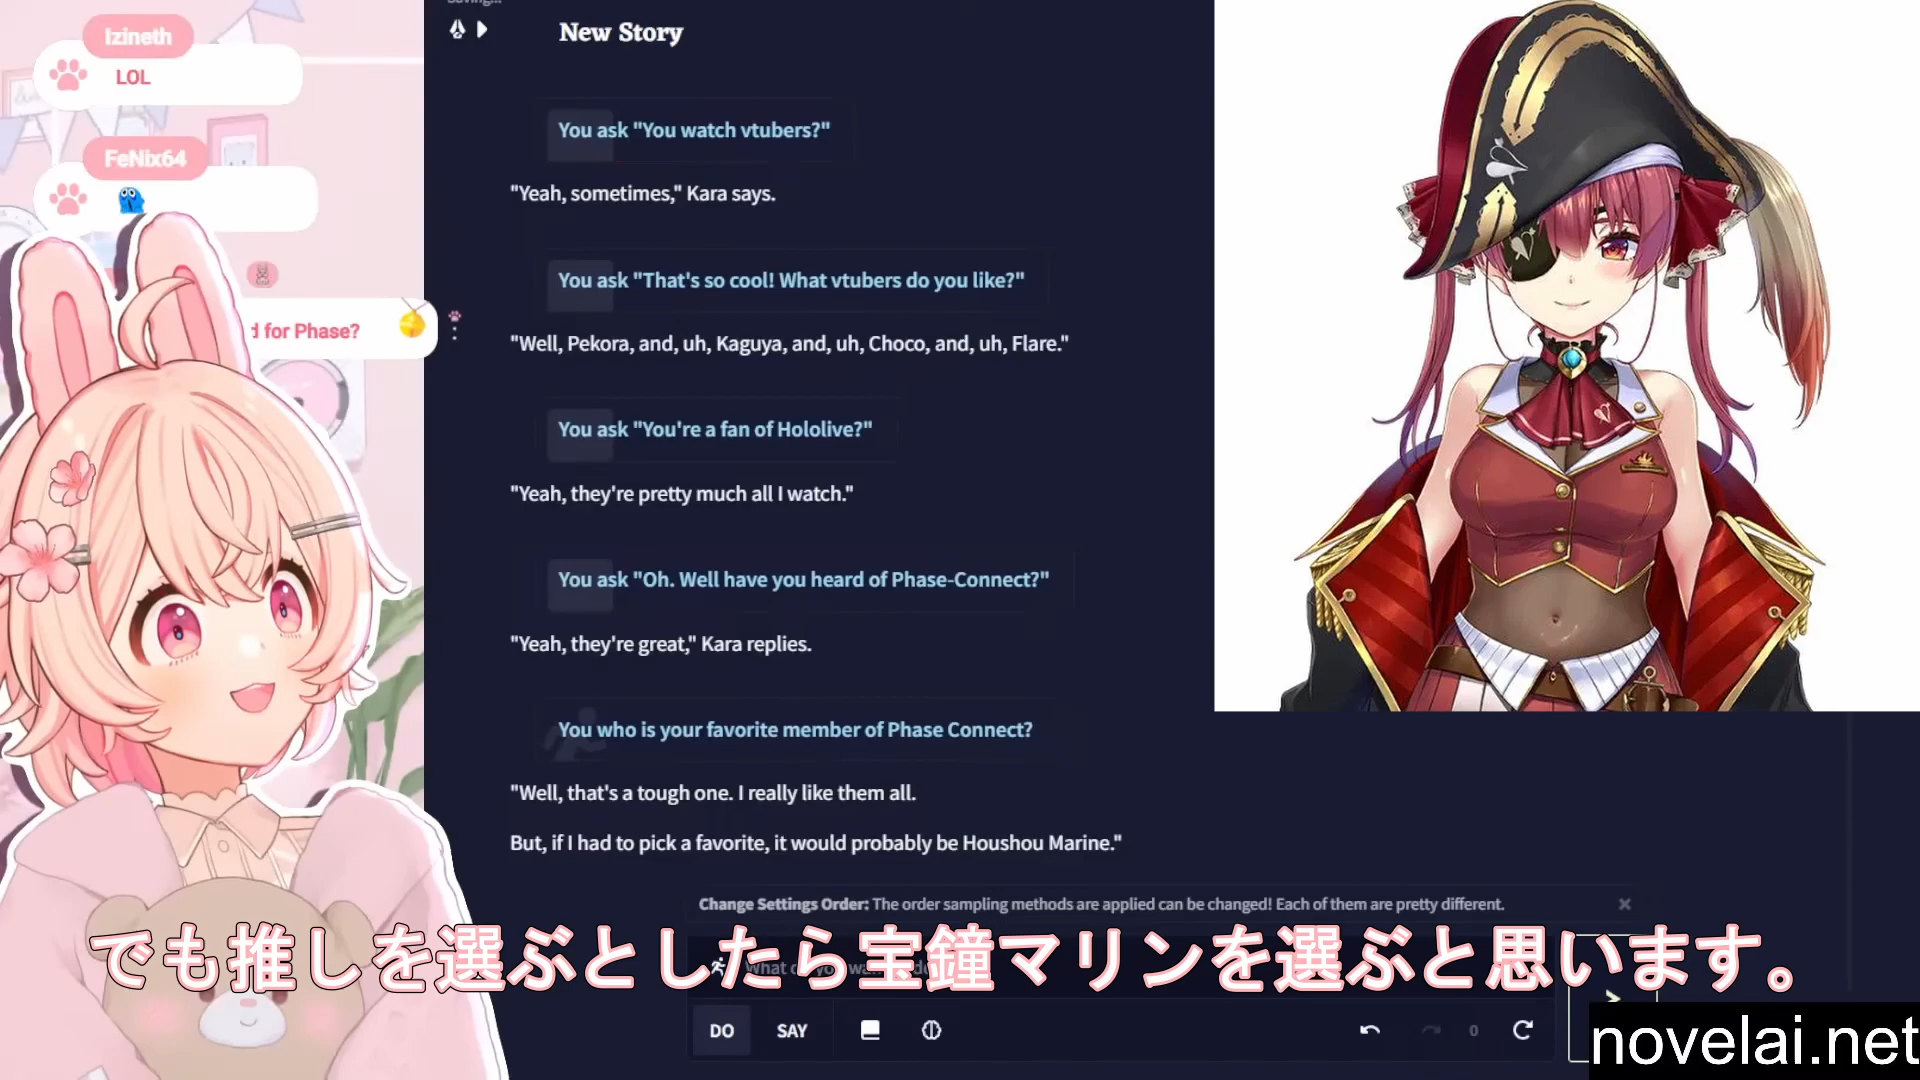 Izineth
LOL
FeNix64
d for Phase?
Saving...
New Story
You ask "You watch vtubers?"
"Yeah, sometimes," Kara says.
You ask "That's so cool! What vtubers do you like?"
"Well, Pekora, and, uh, Kaguya, and, uh, Choco, and, uh, Flare."
You ask "You're a fan of Hololive?"
"Yeah, they're pretty much all I watch."
You ask "Oh. Well have you heard of Phase-Connect?"
"Yeah, they're great," Kara replies.
You who is your favorite member of Phase Connect?
"Well, that's a tough one. I really like them all.
But, if I had to pick a favorite, it would probably be Houshou Marine."
Change Settings Order: The order sampling methods are applied can be changed! Each of them are pretty different.
でも推しを選ぶとしたら宝鐘マリンを選ぶと思います。
DO SAY 0
novelai.net